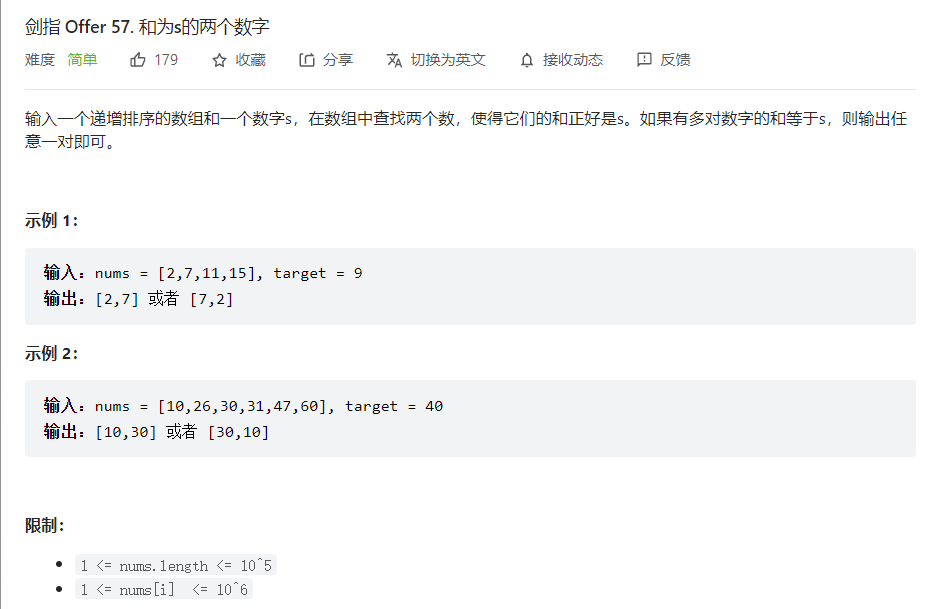 剑指 Offer 57. 和为s的两个数字
难度 简单 179 收藏 分享 切换为英文 接收动态 反馈
输入一个递增排序的数组和一个数字s，在数组中查找两个数，使得它们的和正好是s。如果有多对数字的和等于s，则输出任
意一对即可。
示例 1：
输入：nums = [2,7,11,15], target = 9
输出：[2,7] 或者 [7,2]
示例 2：
输入：nums = [10,26,30,31,47,60], target = 40
输出：[10,30] 或者 [30,10]
限制：
1 <= nums.length <= 10^5
1 <= nums[i] <= 10^6